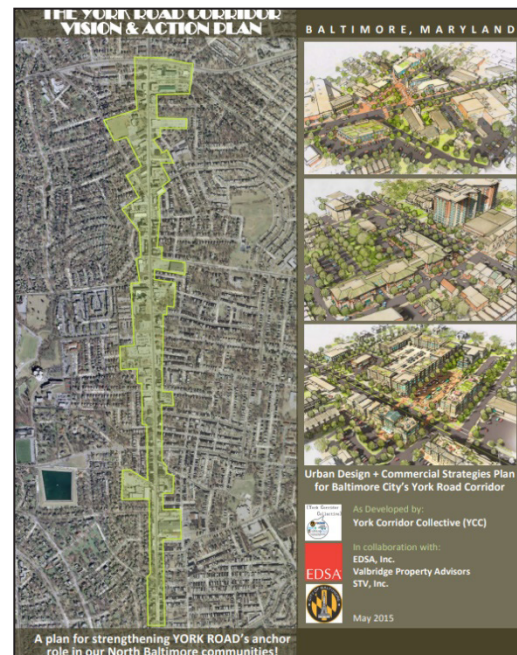 THE YORK ROAD CORRIDOR
VISION & ACTION PLAN
BALTIMORE, MARYLAND
Urban Design + Commercial Strategies Plan
for Baltimore City's York Road Corridor
As Developed by:
York Corridor Collective (YCC)
In collaboration with:
EDSA, Inc.
Valbridge Property Advisors
STV, Inc.
EDSA
May 2015
A plan for strengthening YORK ROAD's anchor
role in our North Baltimore communities!